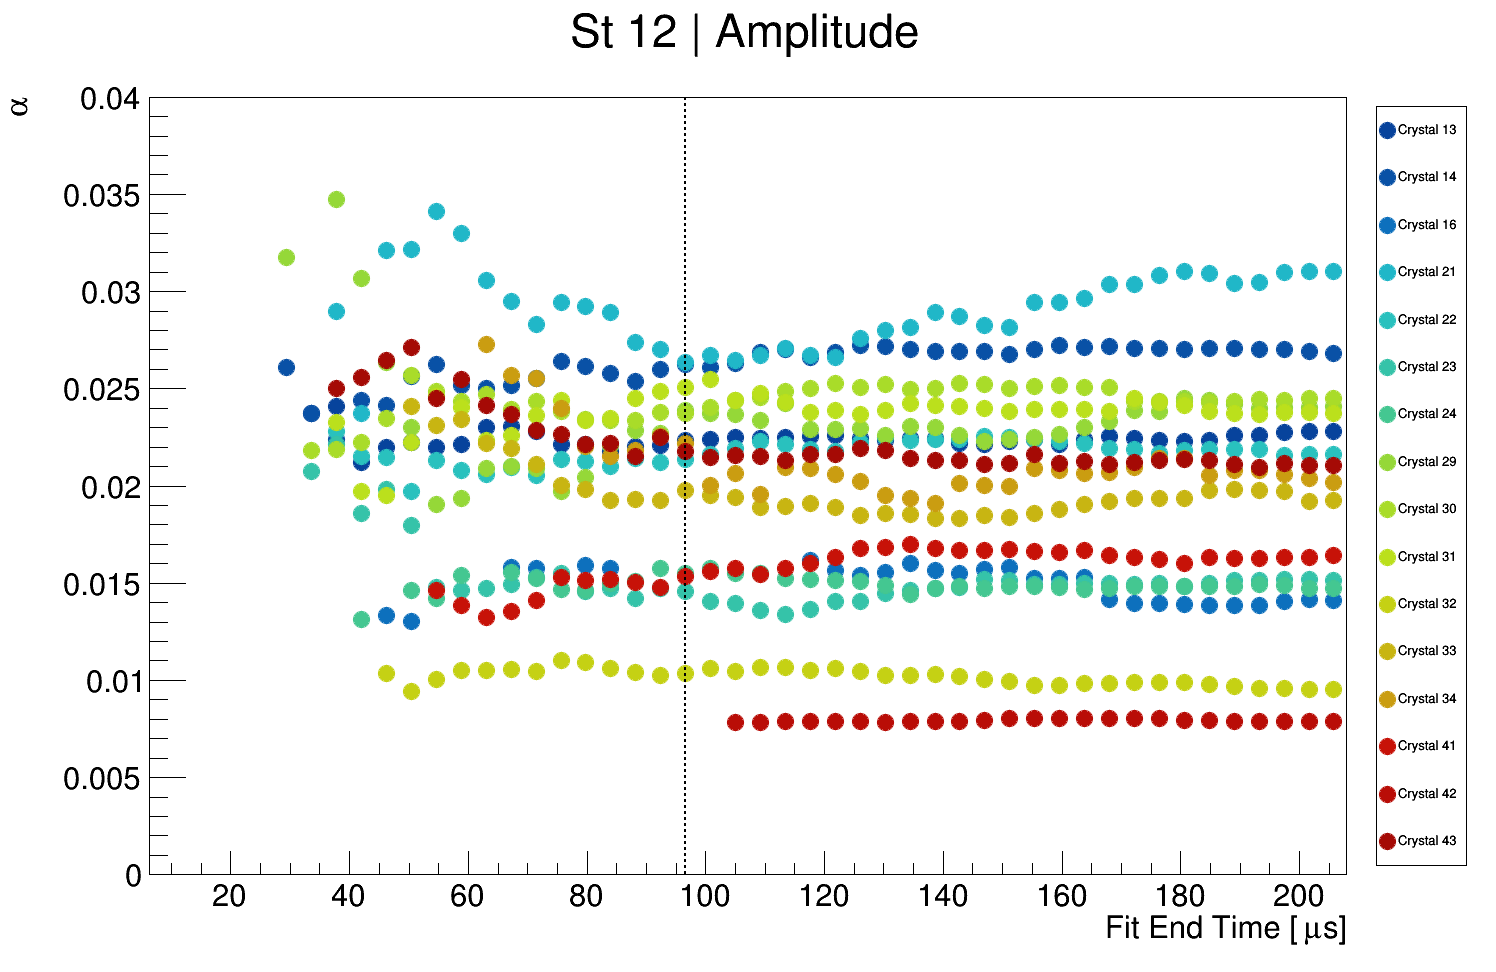 St 12 | Amplitude
α
0.04
0.035
0.03
0.025
0.02
0.015
0.01
0.005
0
20 40 60 80 100 120 140 160 180 200
Fit End Time [ μs]
Crystal 13
Crystal 14
Crystal 16
Crystal 21
Crystal 22
Crystal 23
Crystal 24
Crystal 29
Crystal 30
Crystal 31
Crystal 32
Crystal 33
Crystal 34
Crystal 41
Crystal 42
Crystal 43